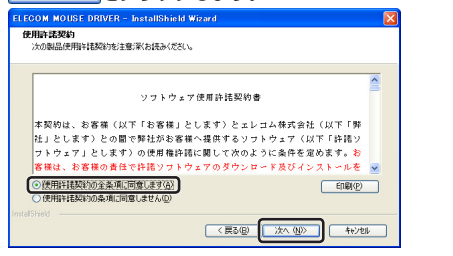 ELECOM MOUSE DRIVER - InstallShield Wizard
使用許諾契約
次の製品使用許諾契約を注意深くお読みください。
ソフトウェア使用許諾契約書
本契約は、お客様（以下「お客様」とします）とエレコム株式会社（以下「弊
社」とします）との間で弊社がお客様へ提供するソフトウェア（以下「許諾ソ
フトウェア」とします）の使用権許諾に関して次のように条件を定めます。お
客様は、お客様の責任で許諾ソフトウェアのダウンロード及びインストールを
使用許諾契約の全条項に同意します(A)
印刷(P)
使用許諾契約の条項に同意しません(D)
InstallShield
< 戻る(B)
次へ (N)>
キャンセル